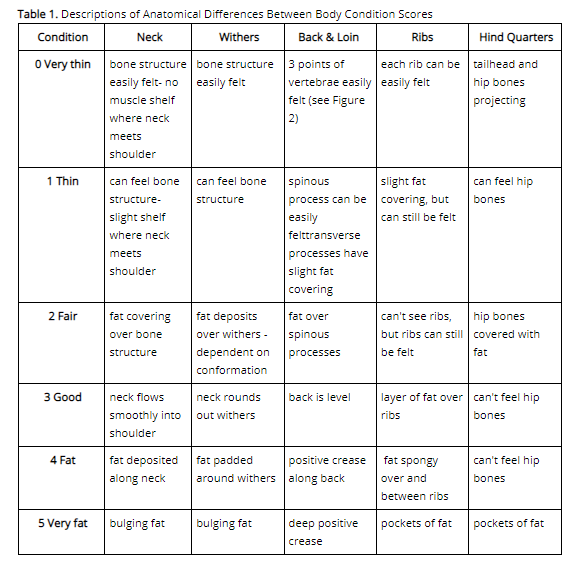 Table 1. Descriptions of Anatomical Differences Between Body Condition Scores
Condition Neck Withers Back & Loin Ribs Hind Quarters
0 Very thin bone structure bone structure 3 points of each rib can be tailhead and
easily felt- no easily felt vertebrae easily easily felt hip bones
muscle shelf felt (see Figure projecting
where neck 2)
meets
shoulder
1 Thin can feel bone can feel bone spinous slight fat can feel hip
structure- structure process can be covering, but bones
slight shelf easily can still be felt
where neck felttransverse
meets processes have
shoulder slight fat
covering
2 Fair fat covering fat deposits fat over can't see ribs, hip bones
over bone over withers - spinous but ribs can still covered with
structure dependent on processes be felt fat
conformation
3 Good neck flows neck rounds back is level layer of fat over can't feel hip
smoothly into out withers ribs bones
shoulder
4 Fat fat deposited fat padded positive crease fat spongy can't feel hip
along neck around withers along back over and bones
between ribs
5 Very fat bulging fat bulging fat deep positive pockets of fat pockets of fat
crease